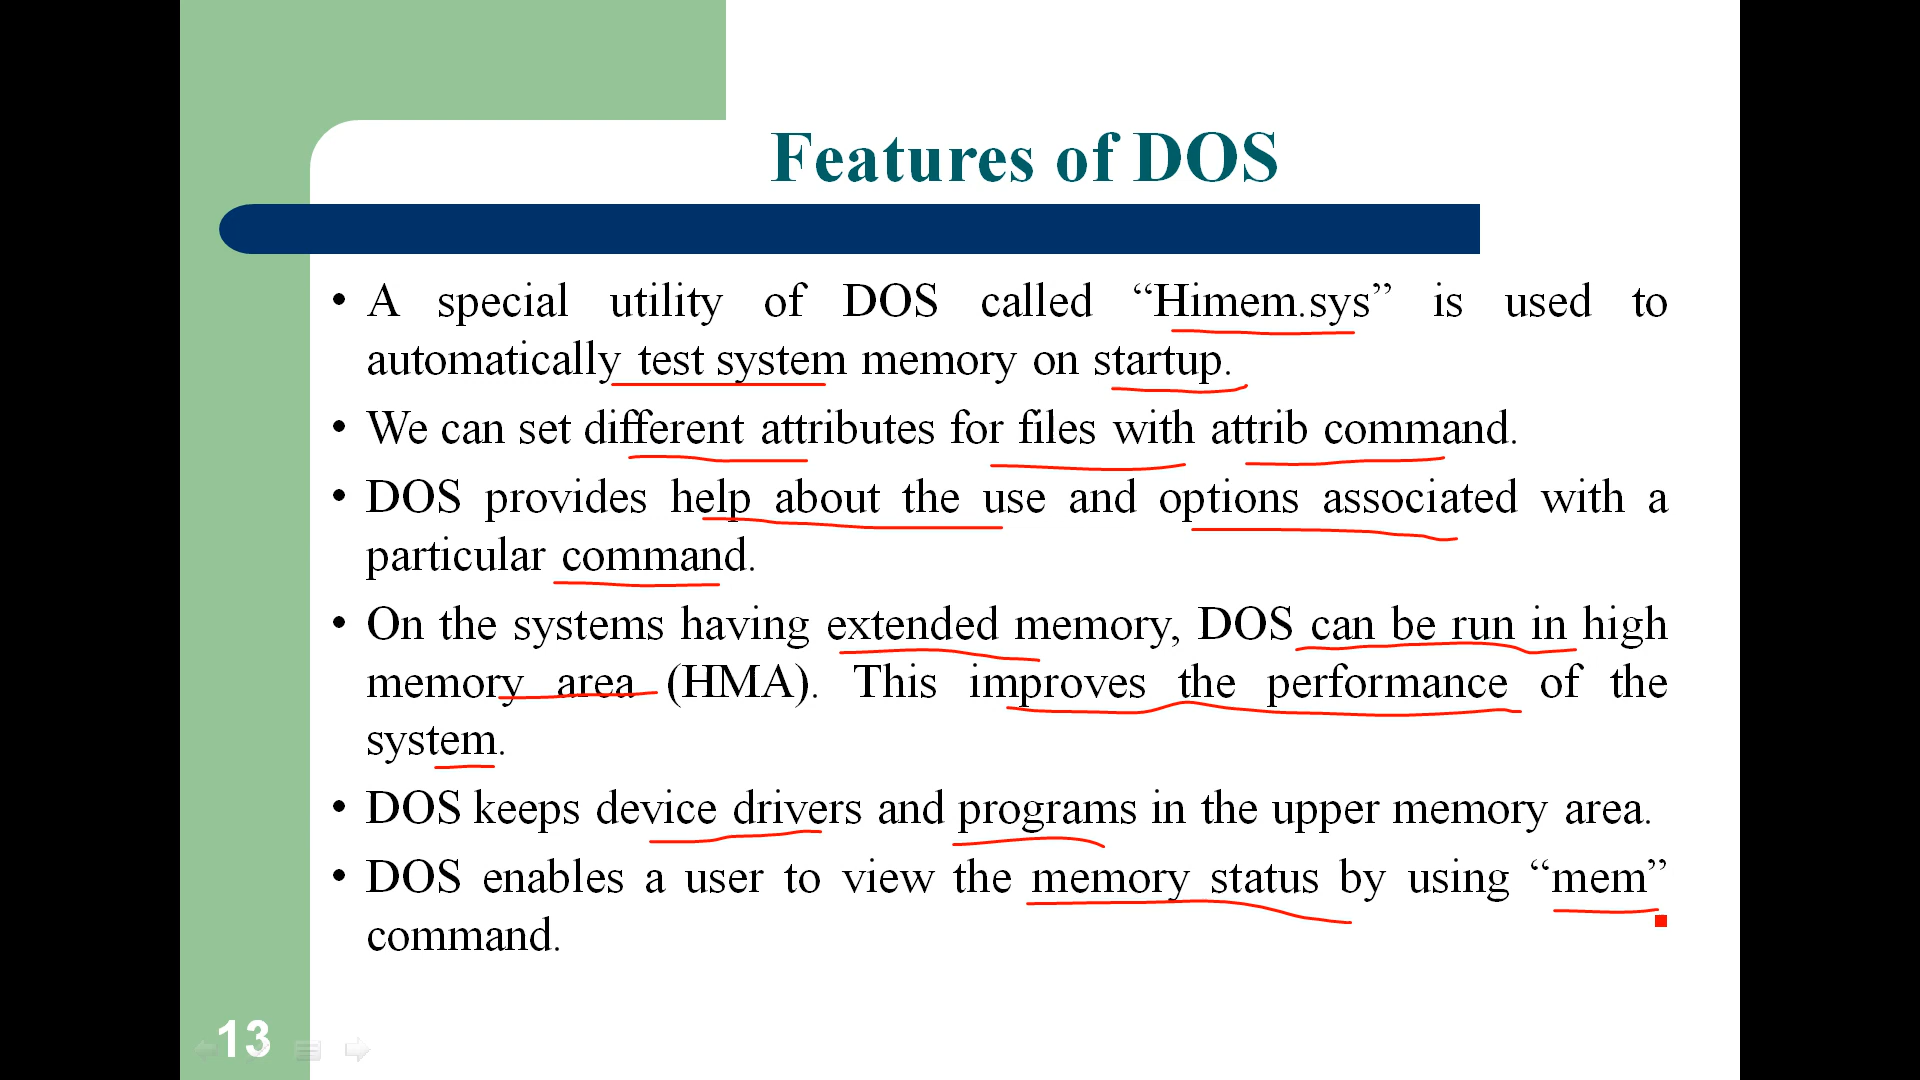 Features of DOS
• A special utility of DOS called “Himem.sys” is used to
automatically test system memory on startup.
• We can set different attributes for files with attrib command.
• DOS provides help about the use and options associated with a
particular command.
• On the systems having extended memory, DOS can be run in high
memory area (HMA). This improves the performance of the
system.
• DOS keeps device drivers and programs in the upper memory area.
• DOS enables a user to view the memory status by using “mem”
command.
13